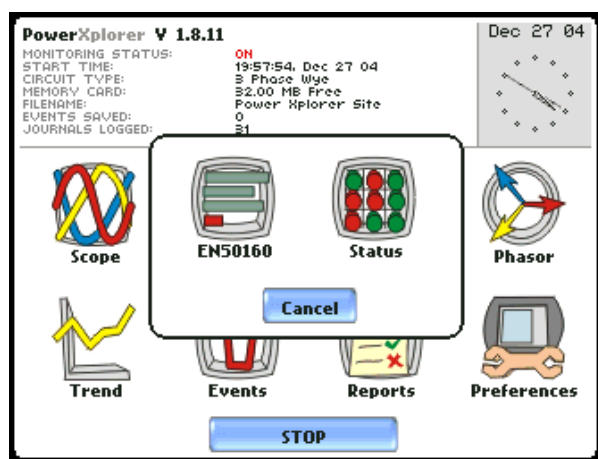 PowerXplorer V 1.8.11
Dec 27 04
MONITORING STATUS: ON
START TIME: 19:57:54, Dec 27 04
CIRCUIT TYPE: 3 Phase Wye
MEMORY CARD: 32.00 MB Free
FILENAME: Power Xplorer Site
EVENTS SAVED: 0
JOURNALS LOGGED: 31
Scope
EN50160
Status
Phasor
Cancel
Trend
Events
Reports
Preferences
STOP